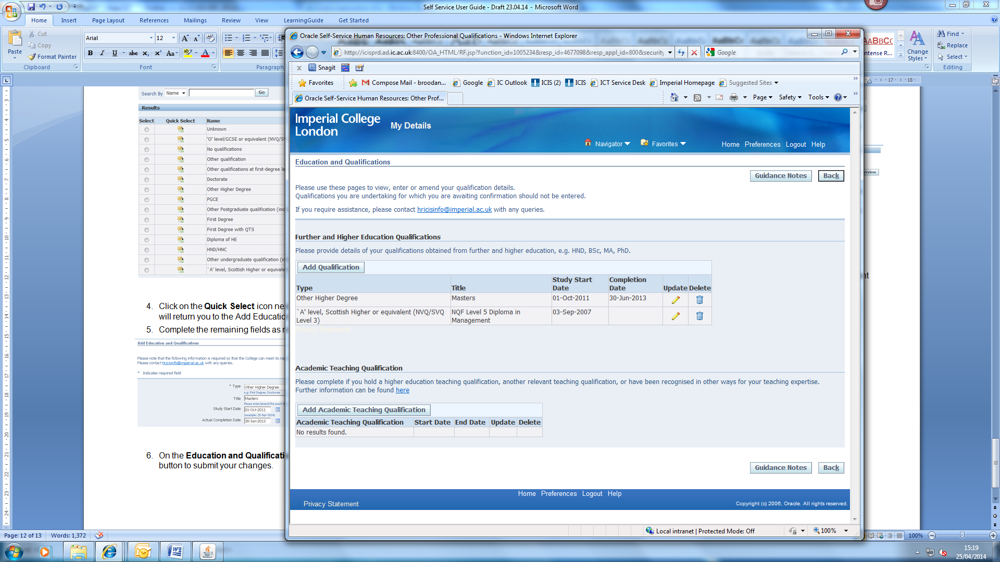 Self Service User Guide - Draft 23.04.14 - Microsoft Word
Home Insert Page Layout References Mailings Review View LearningGuide Get Started
Paste
Cut
Copy
Format Painter
Clipboard
Arial 12
Font
Paragraph
Change Styles
Find
Replace
Select
Editing
Search By Name Go
Results
Select Quick Select Name
Unknown
'O' level/GCSE or equivalent (NVQ/SV
No qualifications
Other qualification
Other qualifications at first-degree le
Doctorate
Other Higher Degree
PGCE
Other Postgraduate qualification (inc
First Degree
First Degree with QTS
Diploma of HE
HND/HNC
Other undergraduate qualification (in
`A' level, Scottish Higher or equivale
4. Click on the Quick Select icon ne
will return you to the Add Educatio
5. Complete the remaining fields as r
Add Education and Qualifications
Please note that the following information is required so that the College can meet its re
Please contact hricisinfo@imperial.ac.uk with any queries.
* Indicates required field
* Type Other Higher Degree
e.g. First Degree, Doctorate
Title Masters
Please enter/amend the exact
Study Start Date 01-Oct-2011
(example: 25-Apr-2014)
Actual Completion Date 30-Jun-2013
6. On the Education and Qualificati
button to submit your changes.
Page: 12 of 13 Words: 1,372
Oracle Self-Service Human Resources: Other Professional Qualifications - Windows Internet Explorer
http://icisprd.ad.ic.ac.uk:8400/OA_HTML/RF.jsp?function_id=1005234&resp_id=4677098&resp_appl_id=800&security
Google
x Snagit
Favorites Compose Mail - broodan... Google IC Outlook ICIS (2) ICIS ICT Service Desk Imperial Homepage Suggested Sites
Oracle Self-Service Human Resources: Other Prof...
Page Safety Tools
Imperial College
London
My Details
Navigator Favorites Home Preferences Logout Help
Education and Qualifications
Guidance Notes Back
Please use these pages to view, enter or amend your qualification details.
Qualifications you are undertaking for which you are awaiting confirmation should not be entered.
If you require assistance, please contact hricisinfo@imperial.ac.uk with any queries.
Further and Higher Education Qualifications
Please provide details of your qualifications obtained from further and higher education, e.g. HND, BSc, MA, PhD.
Add Qualification
Type Title Study Start Date Completion Date Update Delete
Other Higher Degree Masters 01-Oct-2011 30-Jun-2013
`A' level, Scottish Higher or equivalent (NVQ/SVQ Level 3) NQF Level 5 Diploma in Management 03-Sep-2007
Privacy Statement
Academic Teaching Qualification
Please complete if you hold a higher education teaching qualification, another relevant teaching qualification, or have been recognised in other ways for your teaching expertise.
Further information can be found here
Add Academic Teaching Qualification
Academic Teaching Qualification Start Date End Date Update Delete
No results found.
Guidance Notes Back
Home Preferences Logout Help
Privacy Statement
Copyright (c) 2006, Oracle. All rights reserved.
Local intranet | Protected Mode: Off
100%
100%
15:19
25/04/2014